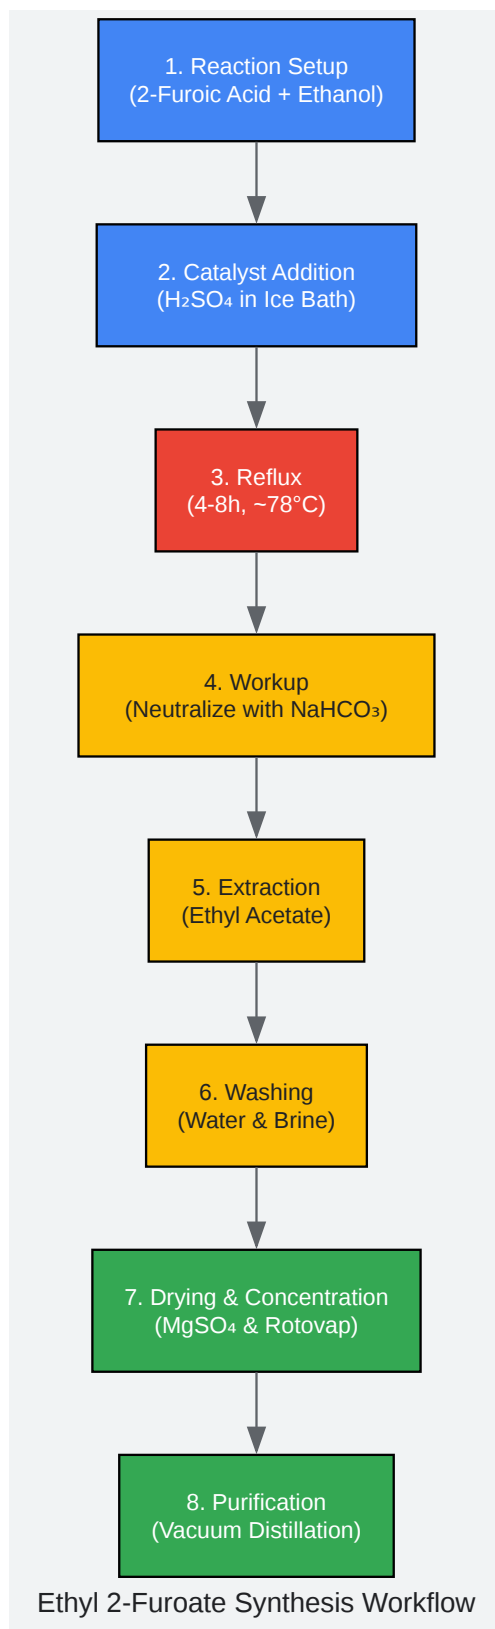 1. Reaction Setup
(2-Furoic Acid + Ethanol)
2. Catalyst Addition
(H₂SO₄ in Ice Bath)
3. Reflux
(4-8h, ~78°C)
4. Workup
(Neutralize with NaHCO₃)
5. Extraction
(Ethyl Acetate)
6. Washing
(Water & Brine)
7. Drying & Concentration
(MgSO₄ & Rotovap)
8. Purification
(Vacuum Distillation)
Ethyl 2-Furoate Synthesis Workflow